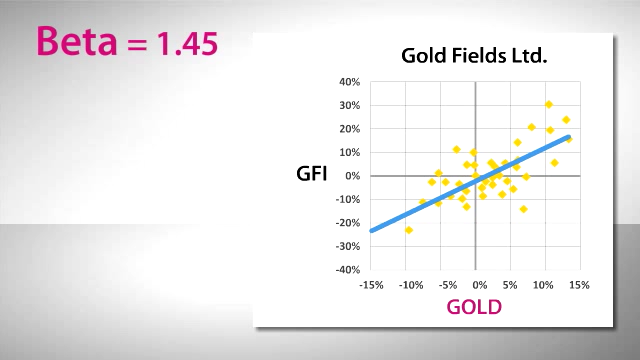 Beta = 1.45
Gold Fields Ltd.
40%
30%
20%
10%
GFI
0%
-10%
-20%
-30%
-40%
-15% -10% -5% 0% 5% 10% 15%
GOLD